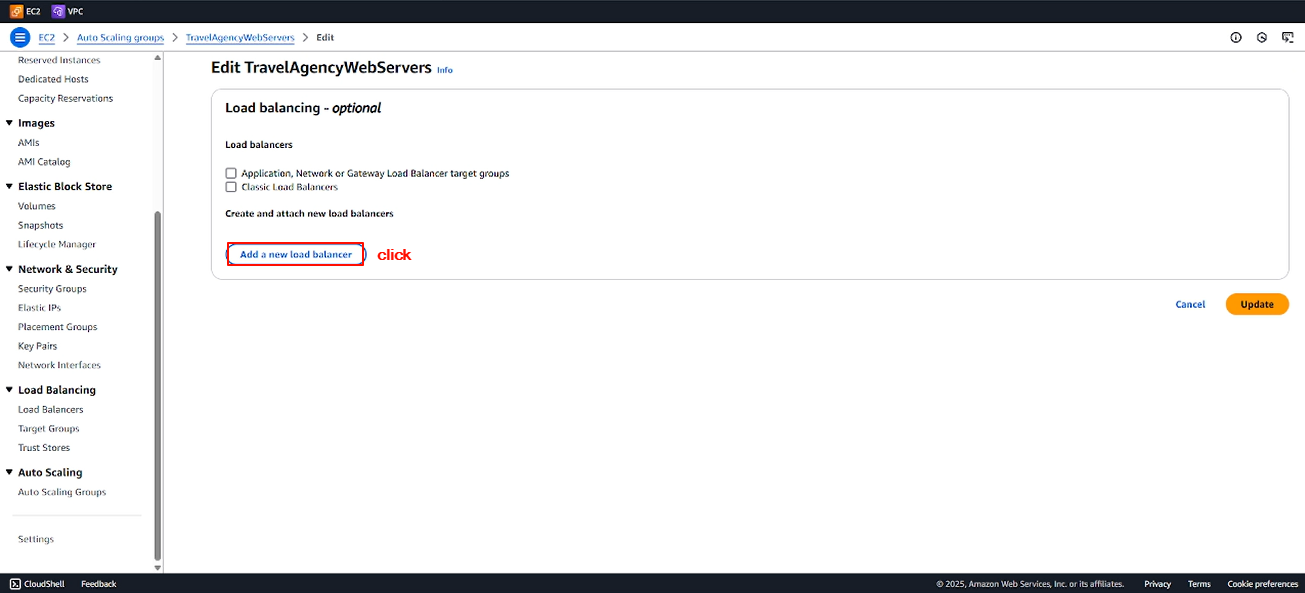 EC2 VPC
EC2 > Auto Scaling groups > TravelAgencyWebServers > Edit
Reserved Instances
Dedicated Hosts
Capacity Reservations
Images
AMIs
AMI Catalog
Elastic Block Store
Volumes
Snapshots
Lifecycle Manager
Network & Security
Security Groups
Elastic IPs
Placement Groups
Key Pairs
Network Interfaces
Load Balancing
Load Balancers
Target Groups
Trust Stores
Auto Scaling
Auto Scaling Groups
Settings
Edit TravelAgencyWebServers Info
Load balancing - optional
Load balancers
Application, Network or Gateway Load Balancer target groups
Classic Load Balancers
Create and attach new load balancers
Add a new load balancer click
Cancel Update
CloudShell Feedback © 2025, Amazon Web Services, Inc. or its affiliates. Privacy Terms Cookie preferences